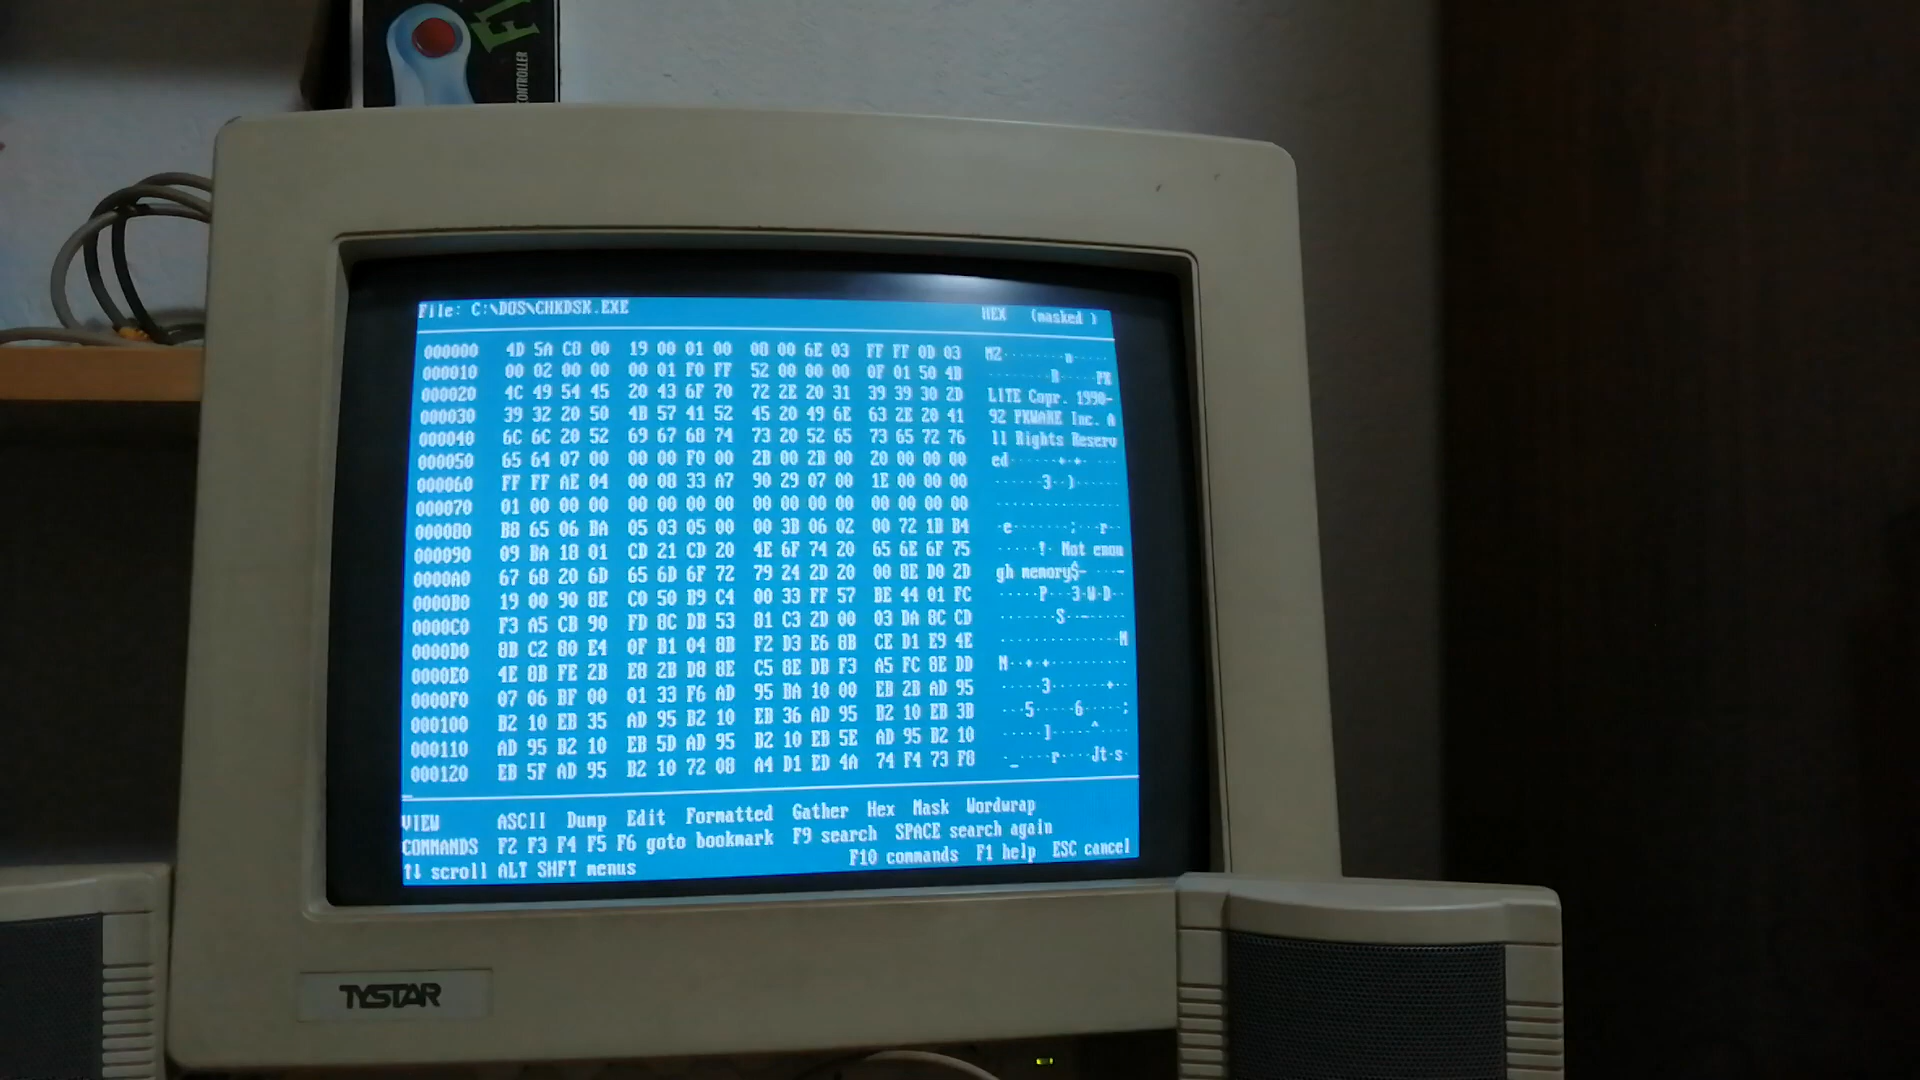 CONTROLLER
File: C:\DOS\CHKDSK.EXE HEX (masked )
000000 4D 5A C8 00 19 00 01 00 08 00 6E 03 FF FF 0D 03 MZ········n·····
000010 00 02 00 00 00 01 F0 FF 52 00 00 00 0F 01 50 4B ········R·····PK
000020 4C 49 54 45 20 43 6F 70 72 2E 20 31 39 39 30 2D LITE Copr. 1990-
000030 39 32 20 50 4B 57 41 52 45 20 49 6E 63 2E 20 41 92 PKWARE Inc. A
000040 6C 6C 20 52 69 67 68 74 73 20 52 65 73 65 72 76 ll Rights Reserv
000050 65 64 07 00 00 00 F0 00 2B 00 2B 00 20 00 00 00 ed······+·+· ···
000060 FF FF AE 04 00 08 33 A7 90 29 07 00 1E 00 00 00 ······3··)······
000070 01 00 00 00 00 00 00 00 00 00 00 00 00 00 00 00 ················
000080 B8 65 06 BA 05 03 05 00 00 3B 06 02 00 72 1B B4 ·e·······;···r··
000090 09 BA 18 01 CD 21 CD 20 4E 6F 74 20 65 6E 6F 75 ·····!· Not enou
0000A0 67 68 20 6D 65 6D 6F 72 79 24 2D 20 00 8E D0 2D gh memory$- ···-
0000B0 19 00 90 8E C0 50 B9 C4 00 33 FF 57 BE 44 01 FC ·····P···3·W·D··
0000C0 F3 A5 CB 90 FD 8C DB 53 81 C3 2D 00 03 DA 8C CD ·······S··-·····
0000D0 8B C2 80 E4 0F B1 04 8B F2 D3 E6 8B CE D1 E9 4E ···············N
0000E0 4E 8B FE 2B E8 2B D8 8E C5 8E DB F3 A5 FC 8E DD N··+·+··········
0000F0 07 06 BF 00 01 33 F6 AD 95 BA 10 00 EB 2B AD 95 ·····3·······+··
000100 B2 10 EB 35 AD 95 B2 10 EB 36 AD 95 B2 10 EB 3B ···5·····6·····;
000110 AD 95 B2 10 EB 5D AD 95 B2 10 EB 5E AD 95 B2 10 ·····]·····^····
000120 EB 5F AD 95 B2 10 72 08 A4 D1 ED 4A 74 F4 73 F8 ·_····r····Jt·s·
VIEW ASCII Dump Edit Formatted Gather Hex Mask Wordwrap
COMMANDS F2 F3 F4 F5 F6 goto bookmark F9 search SPACE search again
↑↓ scroll ALT SHFT menus F10 commands F1 help ESC cancel
TYSTAR